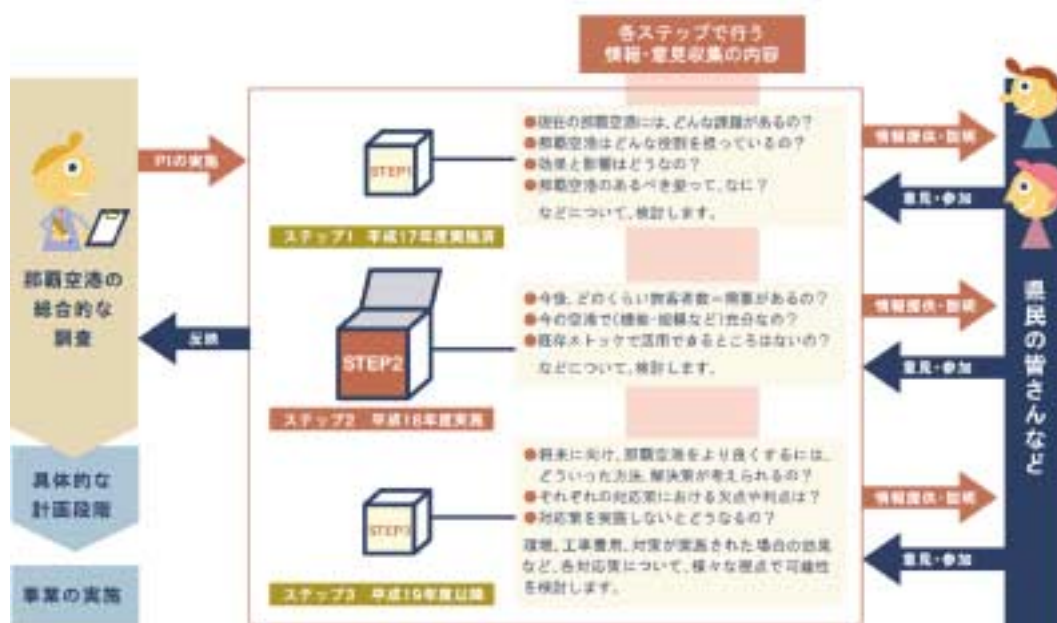 各ステップで行う
情報・意見収集の内容
PIの実施
那覇空港の
総合的な
調査
反映
具体的な
計画段階
事業の実施
STEP1
ステップ1 平成17年度実施済
●現在の那覇空港には、どんな課題があるの?
●那覇空港はどんな役割を担っているの?
●効果と影響はどうなの?
●那覇空港のあるべき姿って、なに?
などについて、検討します。
情報提供・説明
意見・参加
STEP2
ステップ2 平成18年度実施
●今後、どのくらい旅客者数=需要があるの?
●今の空港で(機能・規模など)充分なの?
●既存ストックで活用できるところはないの?
などについて、検討します。
情報提供・説明
意見・参加
STEP3
ステップ3 平成19年度以降
●将来に向け、那覇空港をより良くするには、
どういった方法、解決策が考えられるの?
●それぞれの対応策における欠点や利点は?
●対応策を実施しないとどうなるの?
環境、工事費用、対策が実施された場合の効果
など、各対応策について、様々な視点で可能性
を検討します。
情報提供・説明
意見・参加
県民の皆さんなど